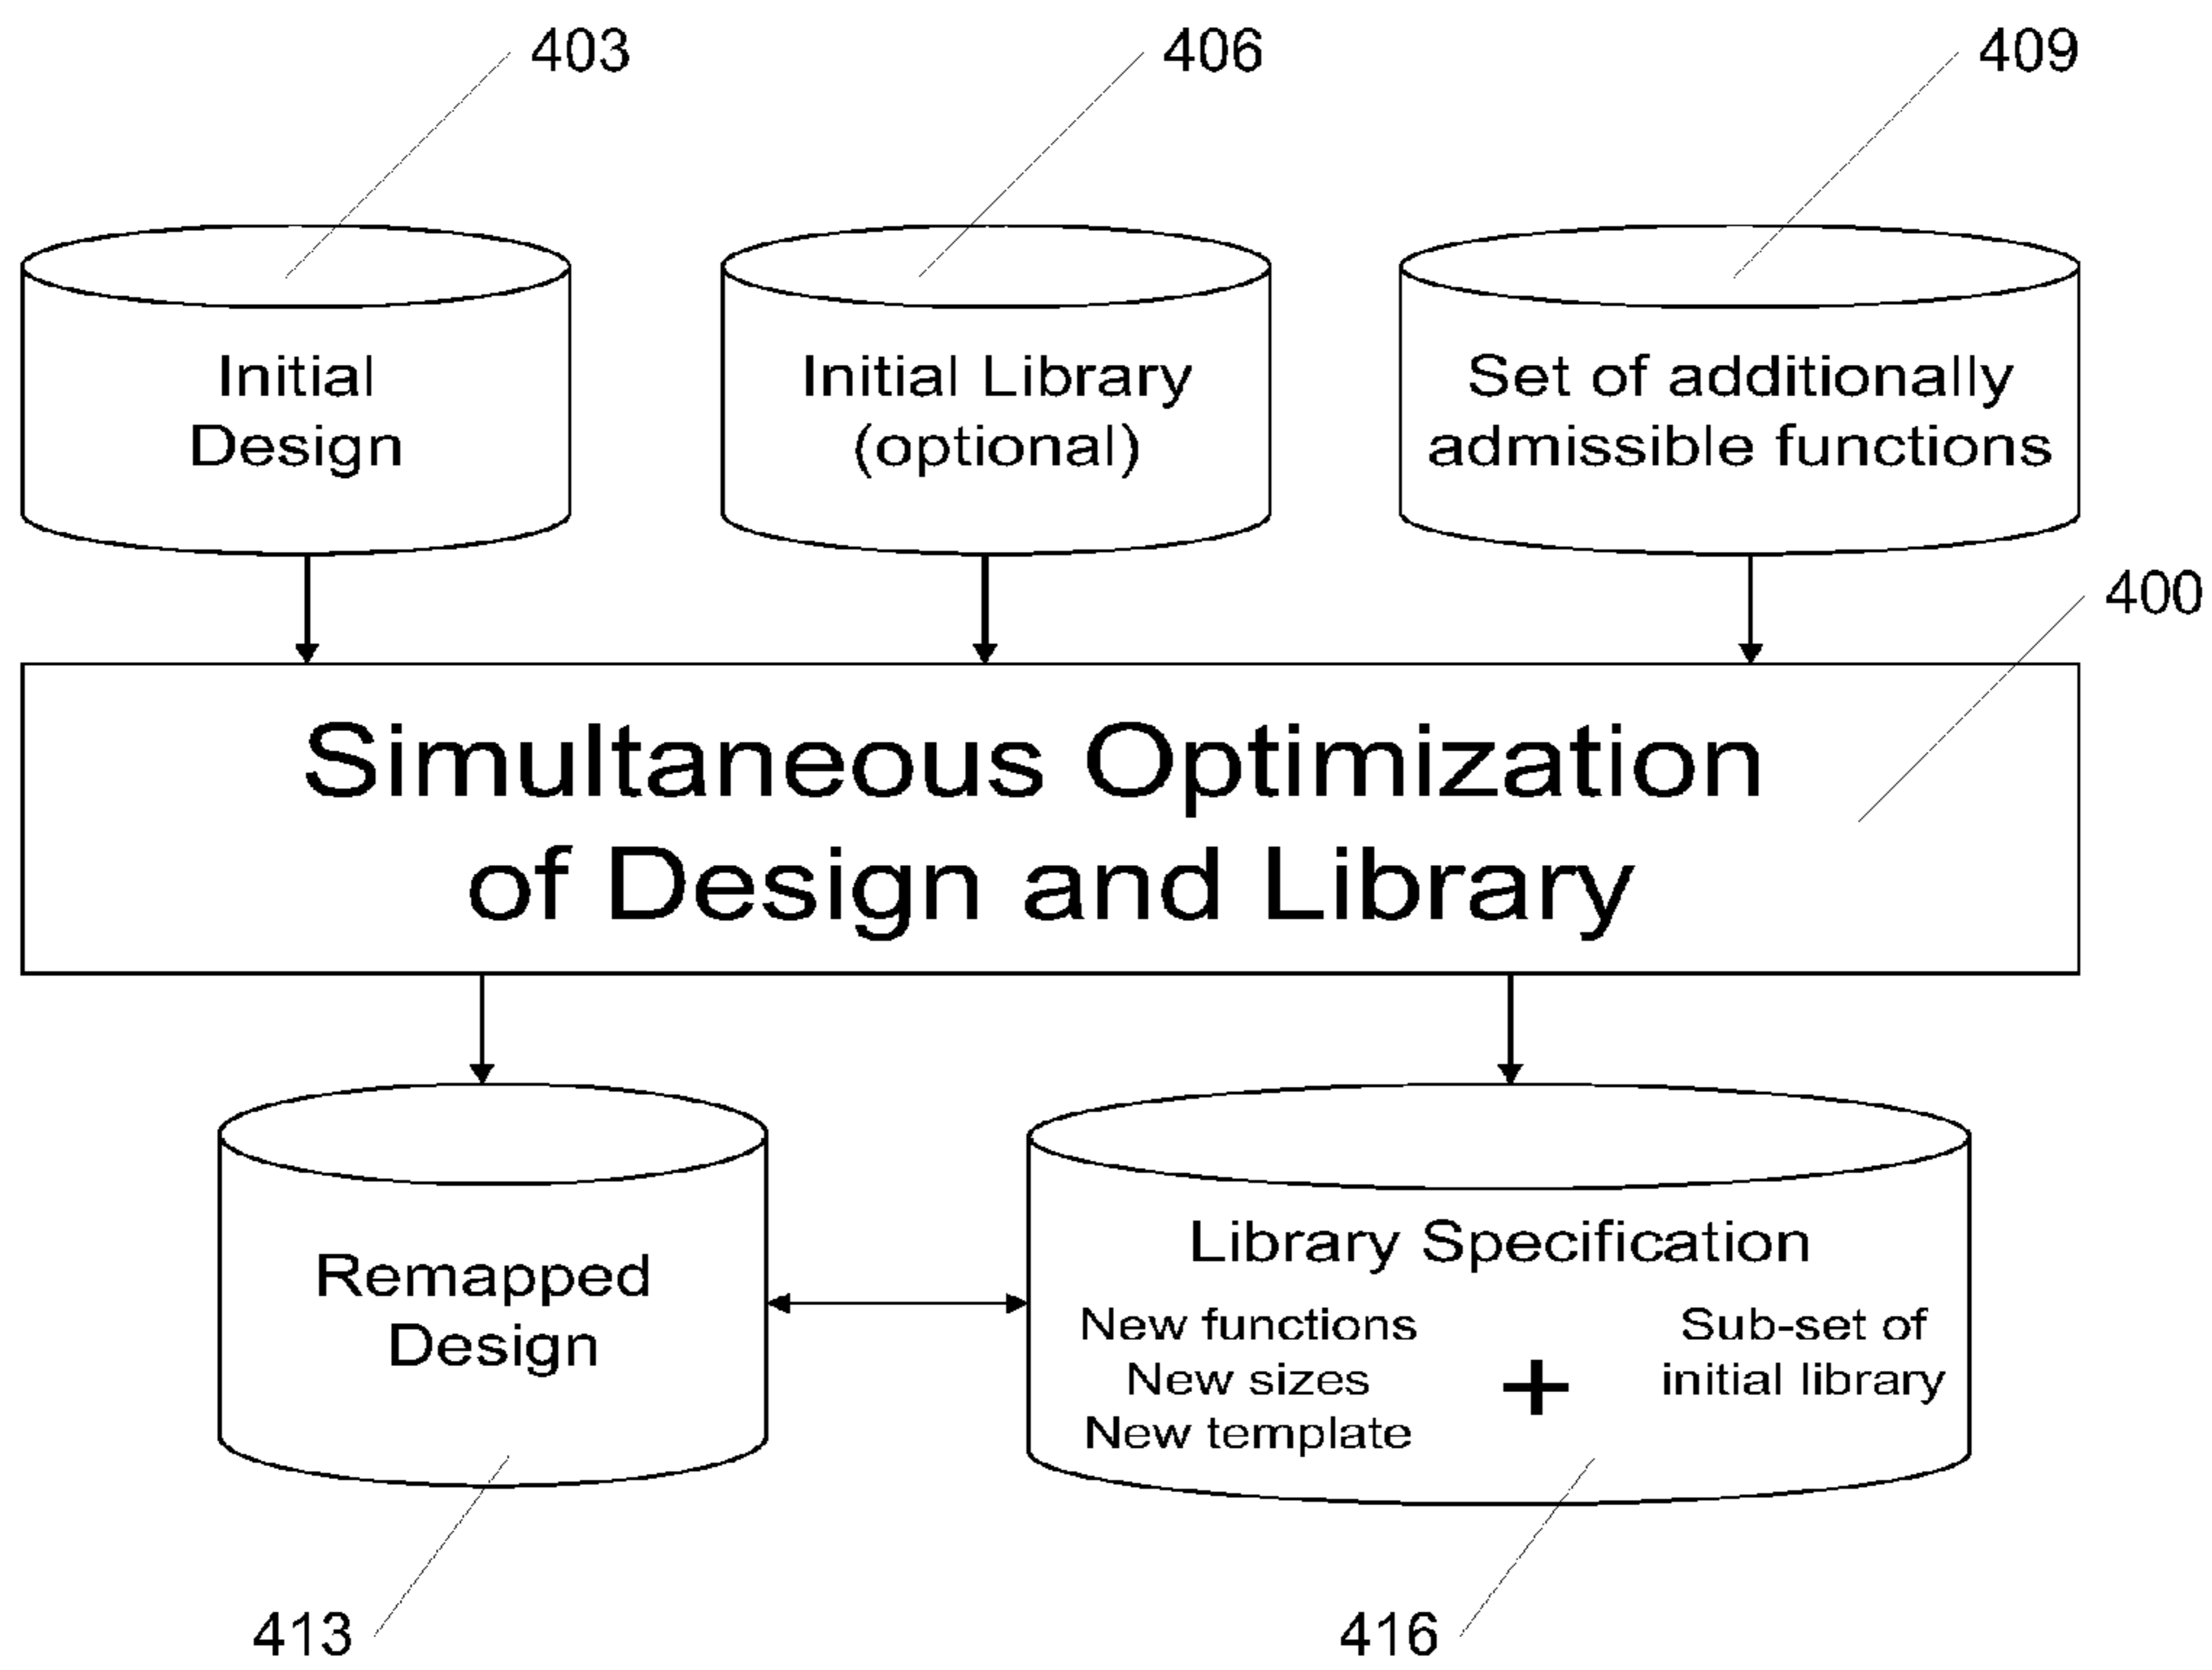 403
406
409
Initial
Design
Initial Library
(optional)
Set of additionally
admissible functions
400
Simultaneous Optimization
of Design and Library
Remapped
Design
Library Specification
New functions
New sizes
New template
+
Sub-set of
initial library
413
416